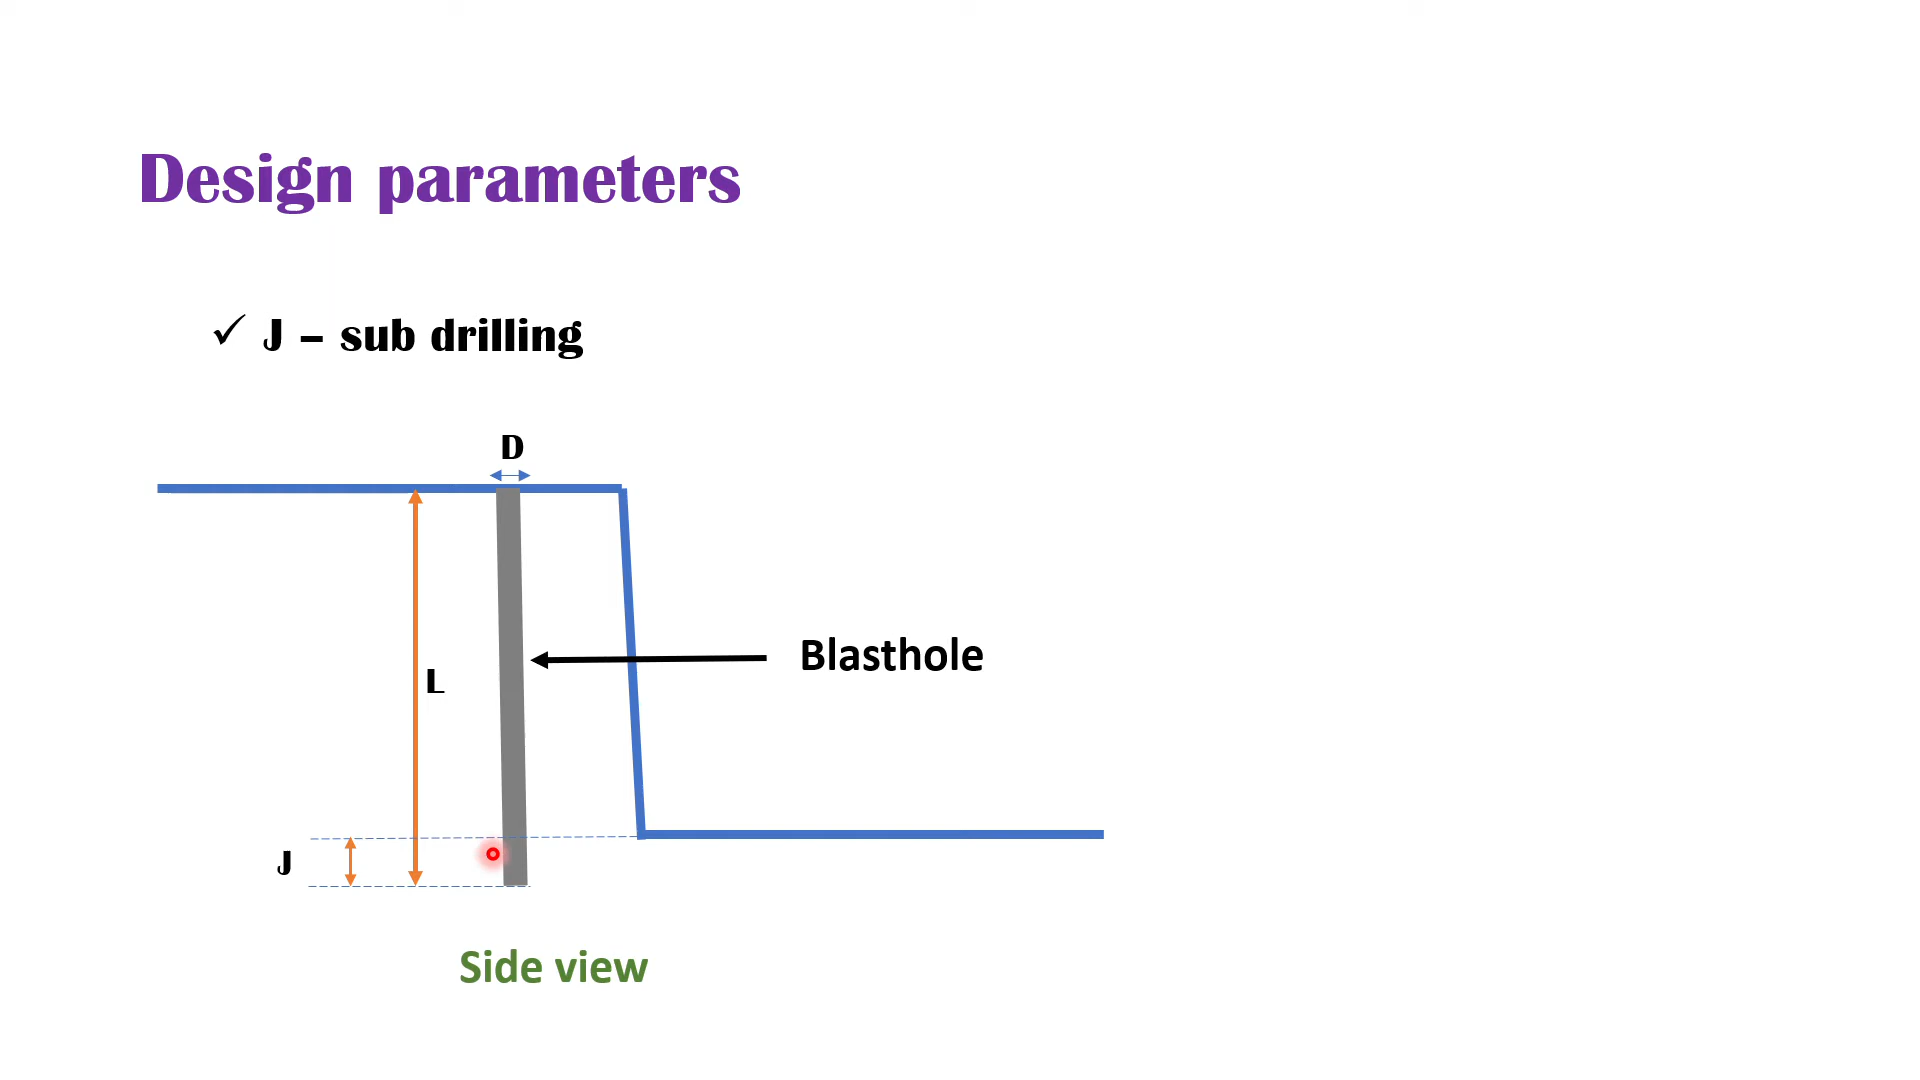 Design parameters
✓ J – sub drilling
D
L
Blasthole
J
Side view